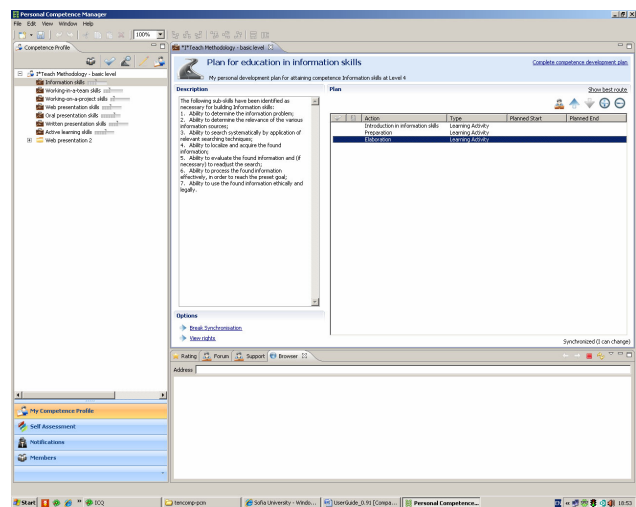 Personal Competence Manager
File Edit View Window Help
100%
Competence Profile
I*Teach Methodology - basic level
Information skills
Working-in-a-team skills
Working-on-a-project skills
Web presentation skills
Oral presentation skills
Written presentation skills
Active learning skills
Web presentation 2
My Competence Profile
Self Assessment
Notifications
Members
*I*Teach Methodology - basic level
Plan for education in information skills
Complete competence development plan
My personal development plan for attaining competence Information skills at Level 4
Description
The following sub-skills have been identified as
necessary for building Information skills:
1. Ability to determine the information problem;
2. Ability to determine the relevance of the various
information sources;
3. Ability to search systematically by application of
relevant searching techniques;
4. Ability to localize and acquire the found
information;
5. Ability to evaluate the found information and (if
necessary) to readjust the search;
6. Ability to process the found information
effectively, in order to reach the preset goal;
7. Ability to use the found information ethically and
legally.
Options
Break Synchronisation
View rights
Plan
Show best route
Action Type Planned Start Planned End
Introduction in information skills Learning Activity
Preparation Learning Activity
Elaboration Learning Activity
Synchronized (I can change)
Rating Forum Support Browser
Address
Start
ICQ
tencomp-pcm
Sofia University - Windo...
UserGuide_0.91 [Compa...
Personal Competence...
18:53